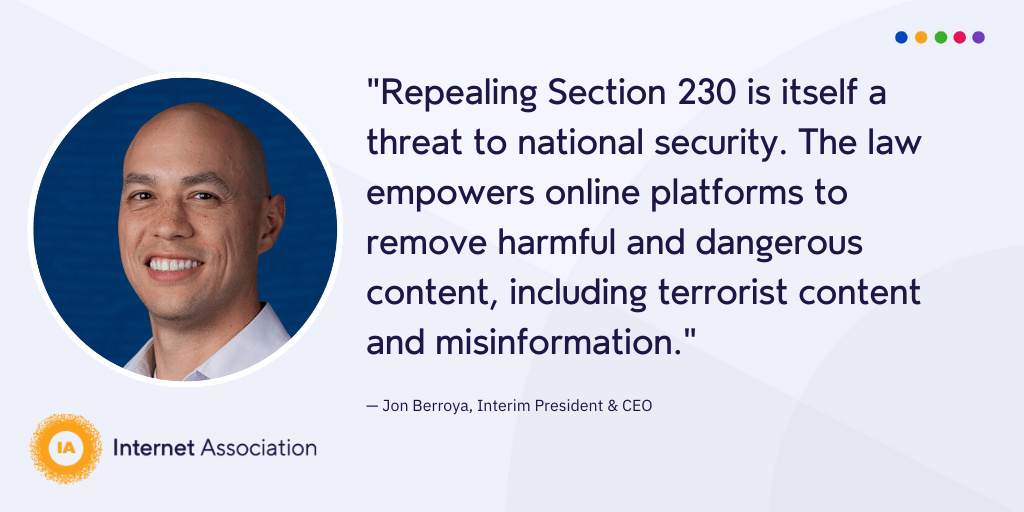 "Repealing Section 230 is itself a
threat to national security. The law
empowers online platforms to
remove harmful and dangerous
content, including terrorist content
and misinformation."
— Jon Berroya, Interim President & CEO
IA
Internet Association